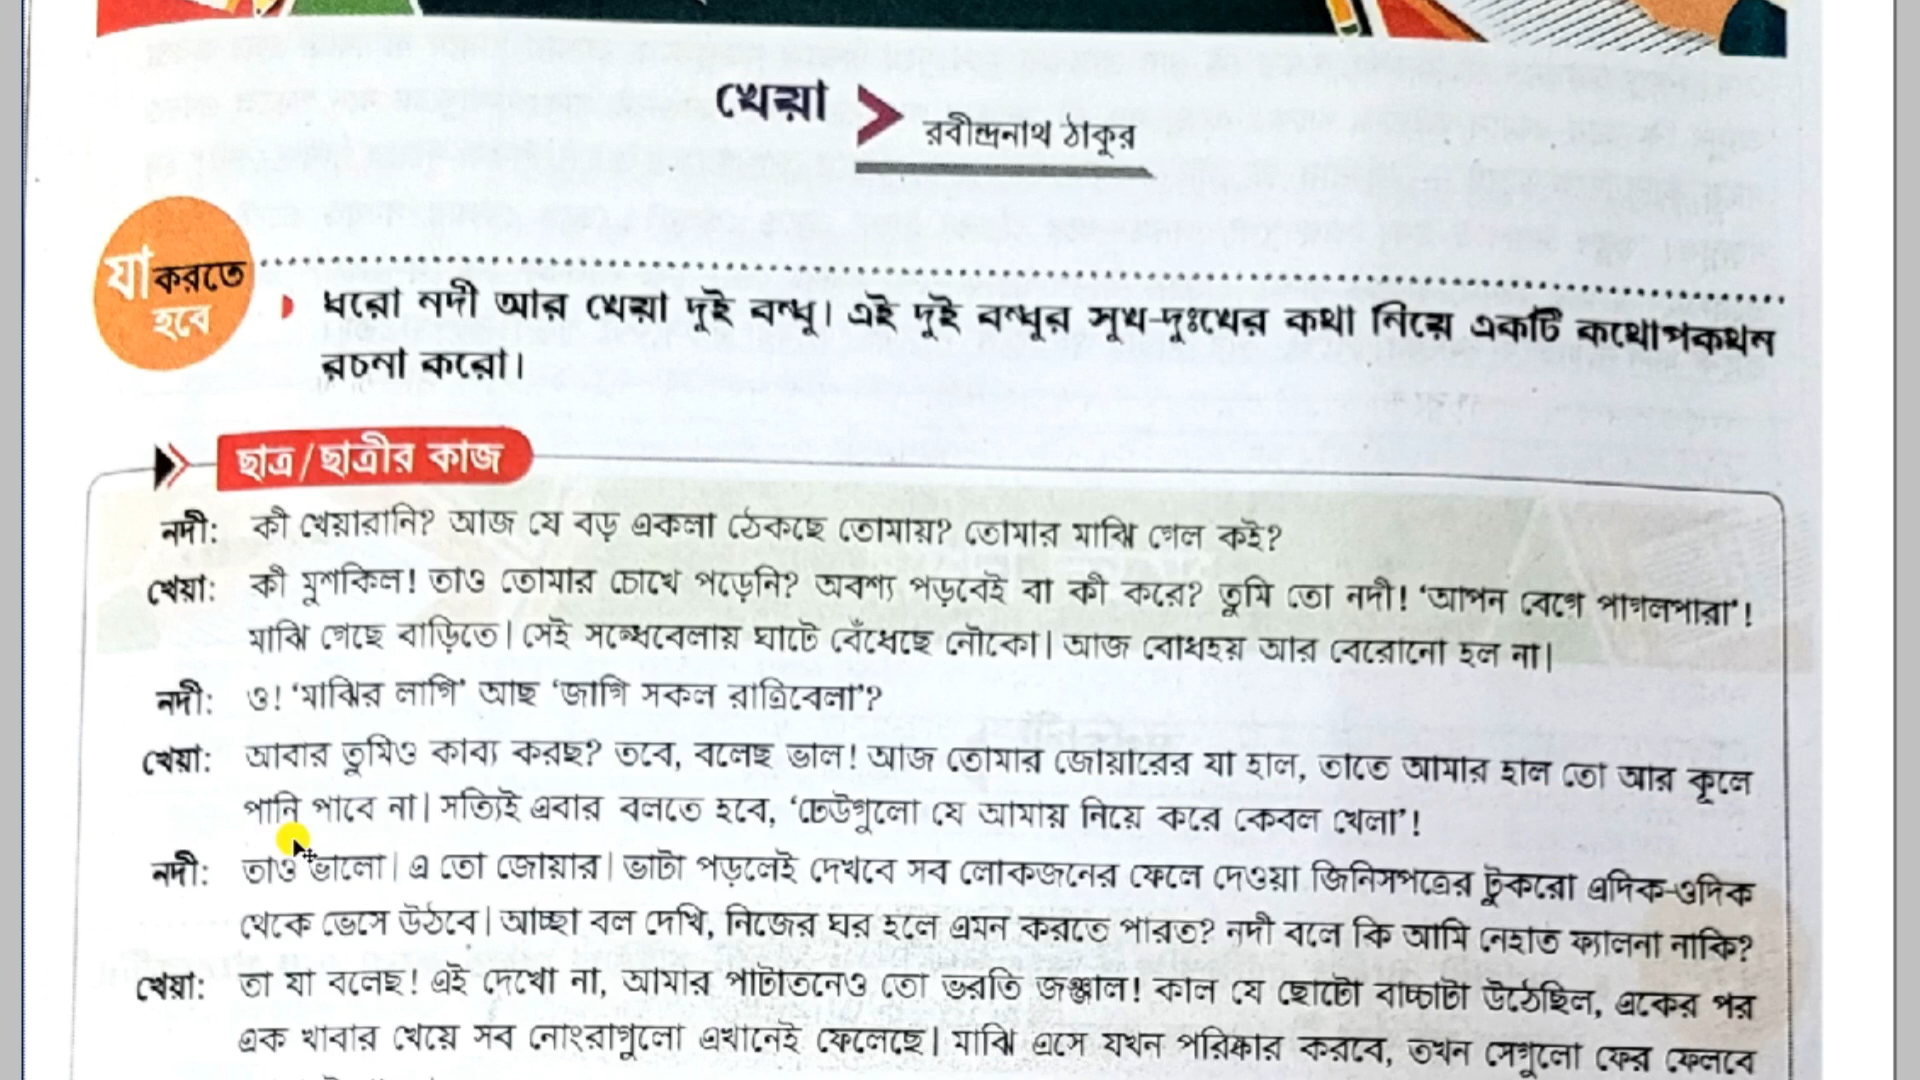 খেয়া
রবীন্দ্রনাথ ঠাকুর
যা করতে
হবে
ধরো নদী আর খেয়া দুই বন্ধু। এই দুই বন্ধুর সুখ-দুঃখের কথা নিয়ে একটি কথোপকথন
রচনা করো।
ছাত্র/ছাত্রীর কাজ
নদী: কী খেয়ারানি? আজ যে বড় একলা ঠেকছে তোমায়? তোমার মাঝি গেল কই?
খেয়া: কী মুশকিল! তাও তোমার চোখে পড়েনি? অবশ্য পড়বেই বা কী করে? তুমি তো নদী! ‘আপন বেগে পাগলপারা’!
মাঝি গেছে বাড়িতে। সেই সন্ধেবেলায় ঘাটে বেঁধেছে নৌকো। আজ বোধহয় আর বেরোনো হল না।
নদী: ও! ‘মাঝির লাগি’ আছ ‘জাগি সকল রাত্রিবেলা’?
খেয়া: আবার তুমিও কাব্য করছ? তবে, বলেছ ভাল! আজ তোমার জোয়ারের যা হাল, তাতে আমার হাল তো আর কূলে
পানি পাবে না। সত্যিই এবার বলতে হবে, ‘ঢেউগুলো যে আমায় নিয়ে করে কেবল খেলা’!
নদী: তাও ভালো। এ তো জোয়ার। ভাটা পড়লেই দেখবে সব লোকজনের ফেলে দেওয়া জিনিসপত্রের টুকরো এদিক-ওদিক
থেকে ভেসে উঠবে। আচ্ছা বল দেখি, নিজের ঘর হলে এমন করতে পারত? নদী বলে কি আমি নেহাত ফ্যালনা নাকি?
খেয়া: তা যা বলেছ! এই দেখো না, আমার পাটাতনেও তো ভরতি জঞ্জাল! কাল যে ছোটো বাচ্চাটা উঠেছিল, একের পর
এক খাবার খেয়ে সব নোংরাগুলো এখানেই ফেলেছে। মাঝি এসে যখন পরিষ্কার করবে, তখন সেগুলো ফের ফেলবে